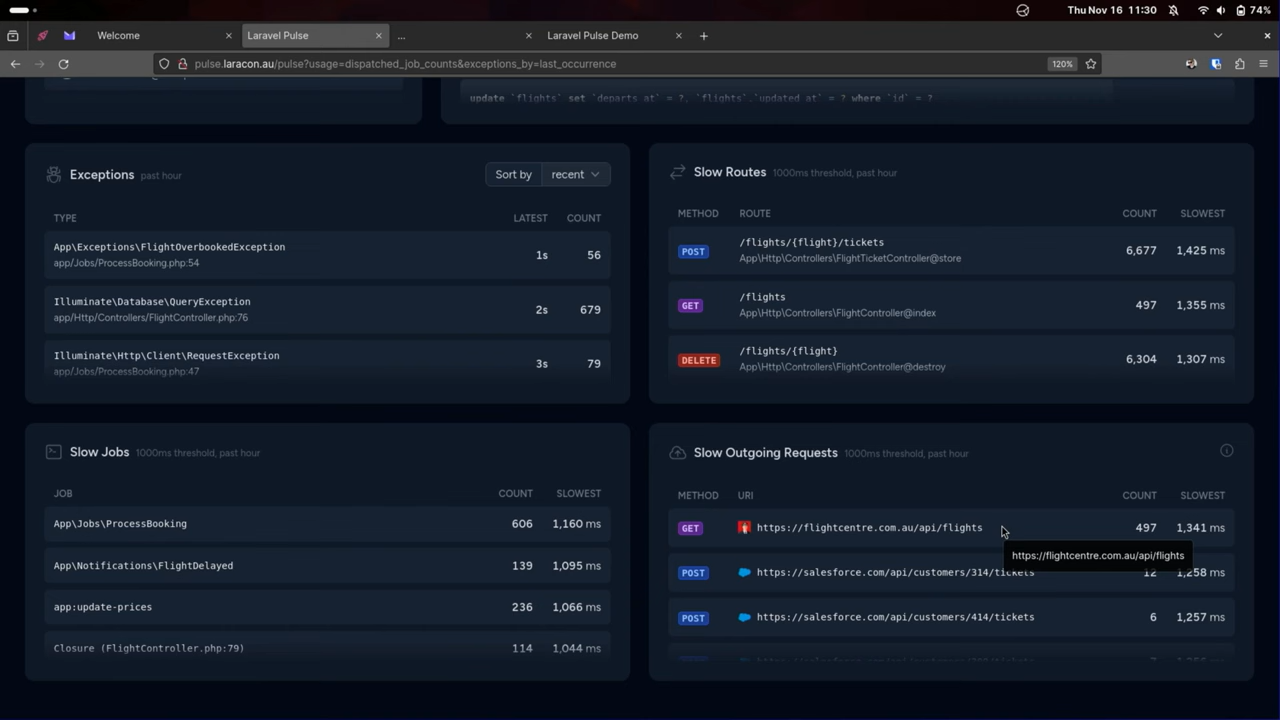 Thu Nov 16 11:30
74%
Welcome
Laravel Pulse
...
Laravel Pulse Demo
pulse.laracon.au/pulse?usage=dispatched_job_counts&exceptions_by=last_occurrence
120%
update `flights` set `departs_at` = ?, `flights`.`updated_at` = ? where `id` = ?
Exceptions past hour
Sort by recent
TYPE LATEST COUNT
App\Exceptions\FlightOverbookedException
app/Jobs/ProcessBooking.php:54
1s 56
Illuminate\Database\QueryException
app/Http/Controllers/FlightController.php:76
2s 679
Illuminate\Http\Client\RequestException
app/Jobs/ProcessBooking.php:47
3s 79
Slow Routes 1000ms threshold, past hour
METHOD ROUTE COUNT SLOWEST
POST /flights/{flight}/tickets 6,677 1,425 ms
App\Http\Controllers\FlightTicketController@store
GET /flights 497 1,355 ms
App\Http\Controllers\FlightController@index
DELETE /flights/{flight} 6,304 1,307 ms
App\Http\Controllers\FlightController@destroy
Slow Jobs 1000ms threshold, past hour
JOB COUNT SLOWEST
App\Jobs\ProcessBooking 606 1,160 ms
App\Notifications\FlightDelayed 139 1,095 ms
app:update-prices 236 1,066 ms
Closure (FlightController.php:79) 114 1,044 ms
Slow Outgoing Requests 1000ms threshold, past hour
METHOD URI COUNT SLOWEST
GET https://flightcentre.com.au/api/flights 497 1,341 ms
https://flightcentre.com.au/api/flights
POST https://salesforce.com/api/customers/314/tickets 12 1,258 ms
POST https://salesforce.com/api/customers/414/tickets 6 1,257 ms